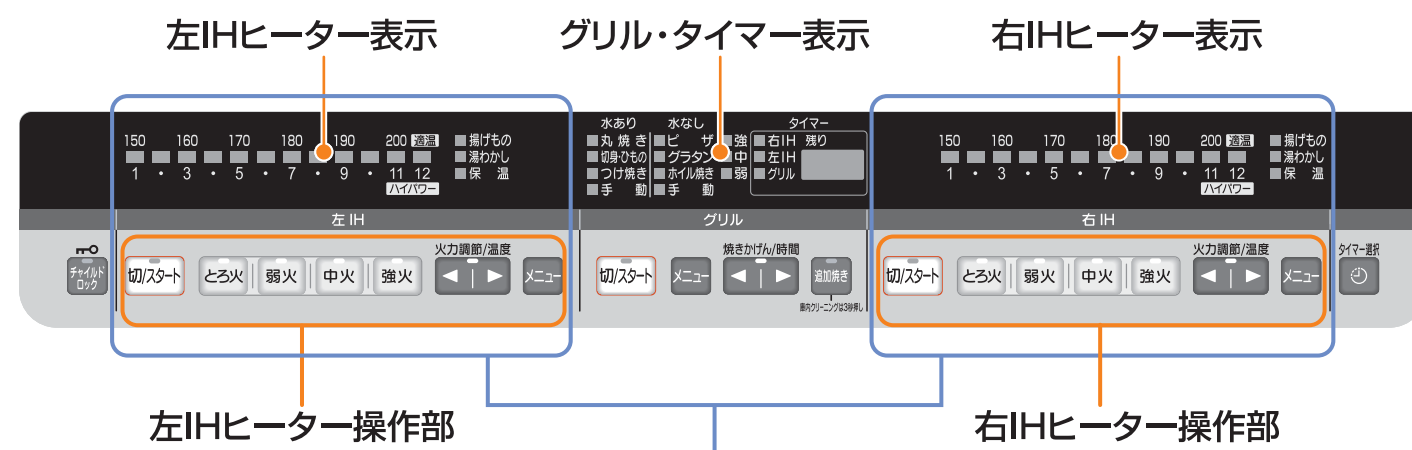 左IHヒーター表示 グリル・タイマー表示 右IHヒーター表示
150 160 170 180 190 200 適温
1 ・ 3 ・ 5 ・ 7 ・ 9 ・ 11 12
ハイパワー
揚げもの
湯わかし
保 温
水あり
丸焼き
切身・ひもの
つけ焼き
手 動
水なし
ピ ザ
グラタン
ホイル焼き
手 動
強
中
弱
タイマー
右IH 残り
左IH
グリル
150 160 170 180 190 200 適温
1 ・ 3 ・ 5 ・ 7 ・ 9 ・ 11 12
ハイパワー
揚げもの
湯わかし
保 温
左 IH グリル 右 IH
チャイルド
ロック
火力調節/温度
切/スタート とろ火 弱火 中火 強火 ◀ ▶ メニュー
焼きかげん/時間
切/スタート メニュー ◀ ▶ 追加焼き
庫内クリーニングは3秒押し
火力調節/温度
切/スタート とろ火 弱火 中火 強火 ◀ ▶ メニュー
タイマー選択
左IHヒーター操作部 右IHヒーター操作部